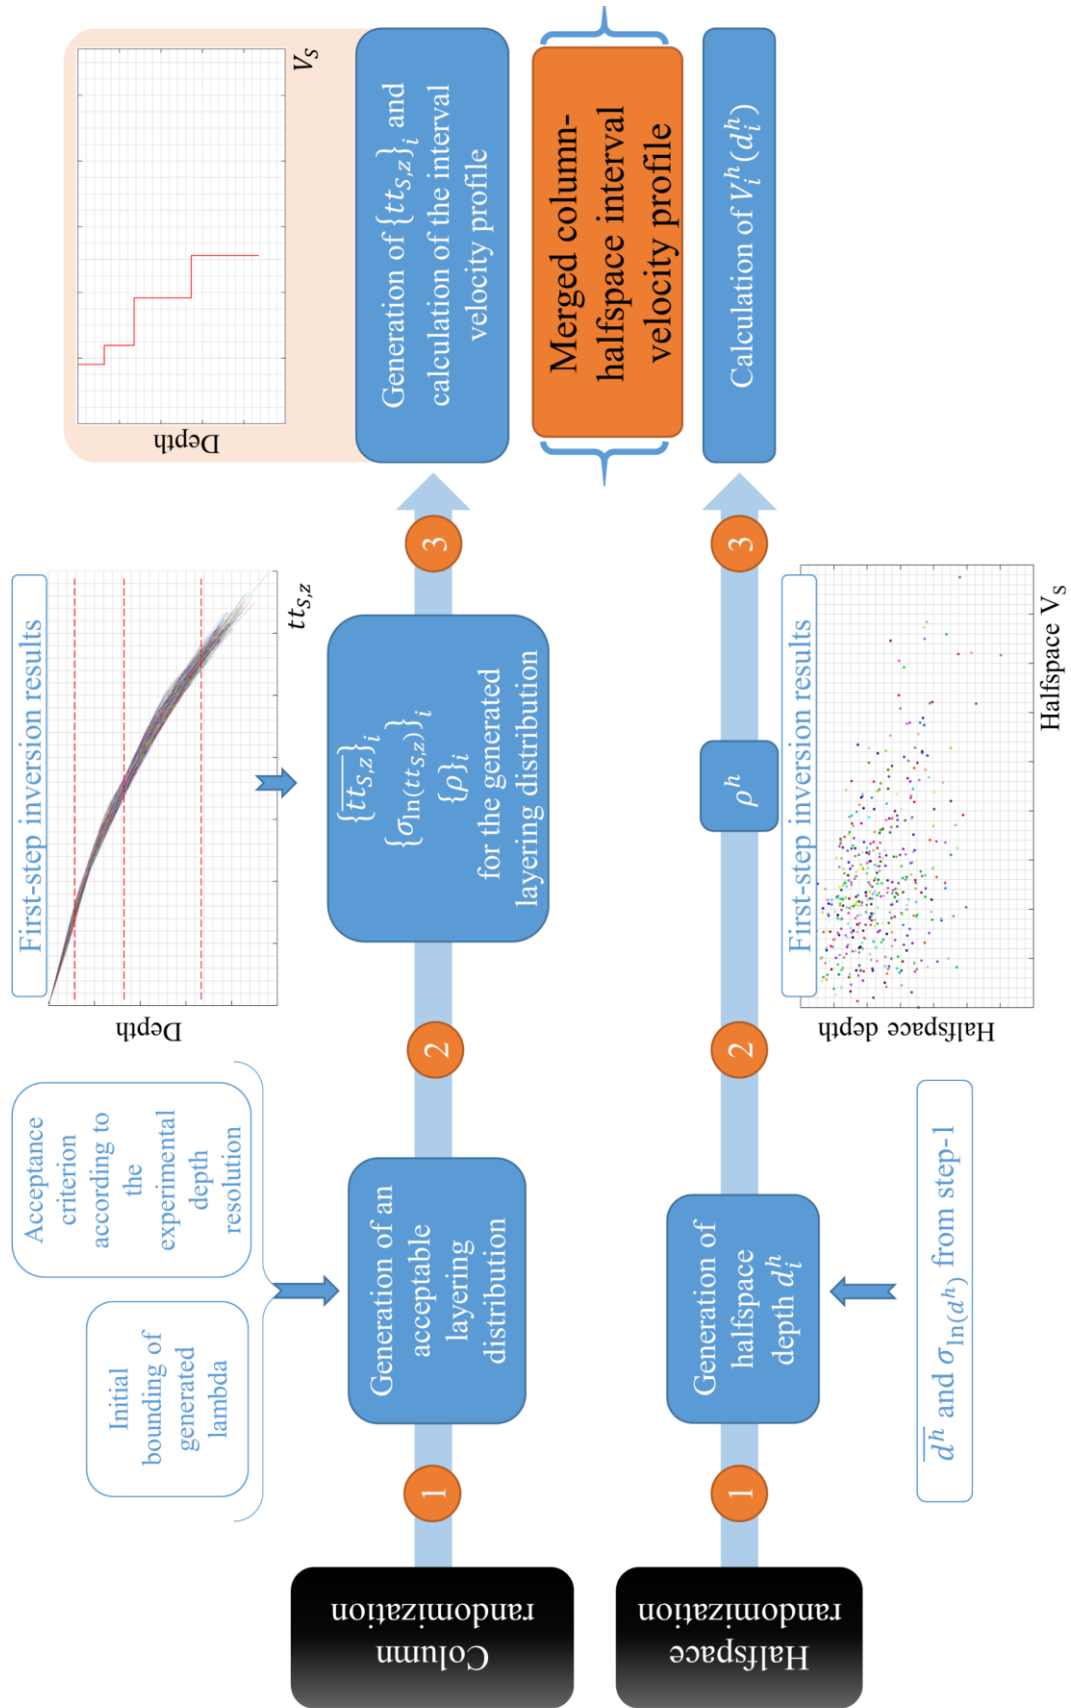 Column
randomization
1
Initial
bounding of
generated
lambda
Acceptance
criterion
according to
the
experimental
depth
resolution
Generation of an
acceptable
layering
distribution
2
First-step inversion results
Depth
tt_{S,z}
{\overline{tt_{S,z}}}_i
{σ_{ln(tt_{S,z})}}_i
{ρ}_i
for the generated
layering distribution
3
Depth
V_S
Generation of {tt_{S,z}}_i and
calculation of the interval
velocity profile
Merged column-
halfspace interval
velocity profile
Halfspace
randomization
1
Generation of
halfspace
depth d_i^h
\overline{d^h} and σ_{ln(d^h)} from step-1
2
ρ^h
First-step inversion results
Halfspace depth
Halfspace V_S
3
Calculation of V_i^h(d_i^h)